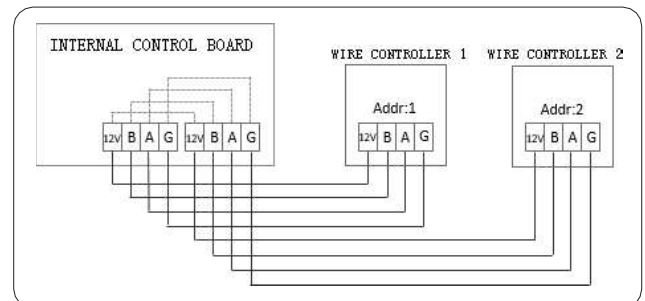 INTERNAL CONTROL BOARD
WIRE CONTROLLER 1
WIRE CONTROLLER 2
Addr:1
Addr:2
12V B A G 12V B A G
12V B A G
12V B A G